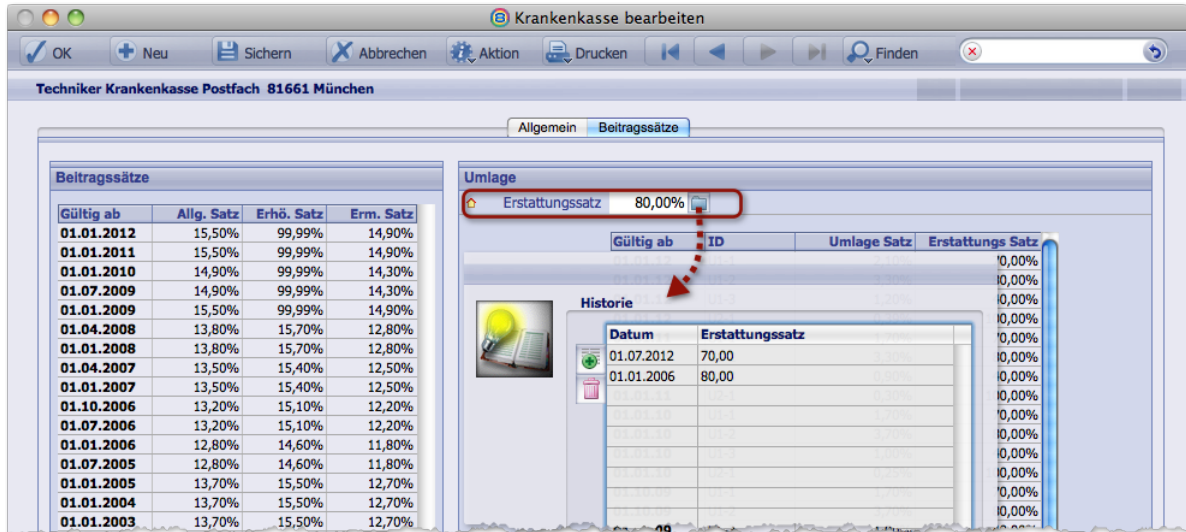 Krankenkasse bearbeiten
OK Neu Sichern Abbrechen Aktion Drucken Finden
Techniker Krankenkasse Postfach 81661 München
Allgemein Beitragssätze
Beitragssätze
Gültig ab Allg. Satz Erhö. Satz Erm. Satz
01.01.2012 15,50% 99,99% 14,90%
01.01.2011 15,50% 99,99% 14,90%
01.01.2010 14,90% 99,99% 14,30%
01.07.2009 14,90% 99,99% 14,30%
01.01.2009 15,50% 99,99% 14,90%
01.04.2008 13,80% 15,70% 12,80%
01.01.2008 13,80% 15,70% 12,80%
01.04.2007 13,50% 15,40% 12,50%
01.01.2007 13,50% 15,40% 12,50%
01.10.2006 13,20% 15,10% 12,20%
01.07.2006 13,20% 15,10% 12,20%
01.01.2006 12,80% 14,60% 11,80%
01.07.2005 12,80% 14,60% 11,80%
01.01.2005 13,70% 15,50% 12,70%
01.01.2004 13,70% 15,50% 12,70%
01.01.2003 13,70% 15,50% 12,70%
Umlage
Erstattungssatz 80,00%
Gültig ab ID Umlage Satz Erstattungs Satz
Historie
Datum Erstattungssatz
01.07.2012 70,00
01.01.2006 80,00